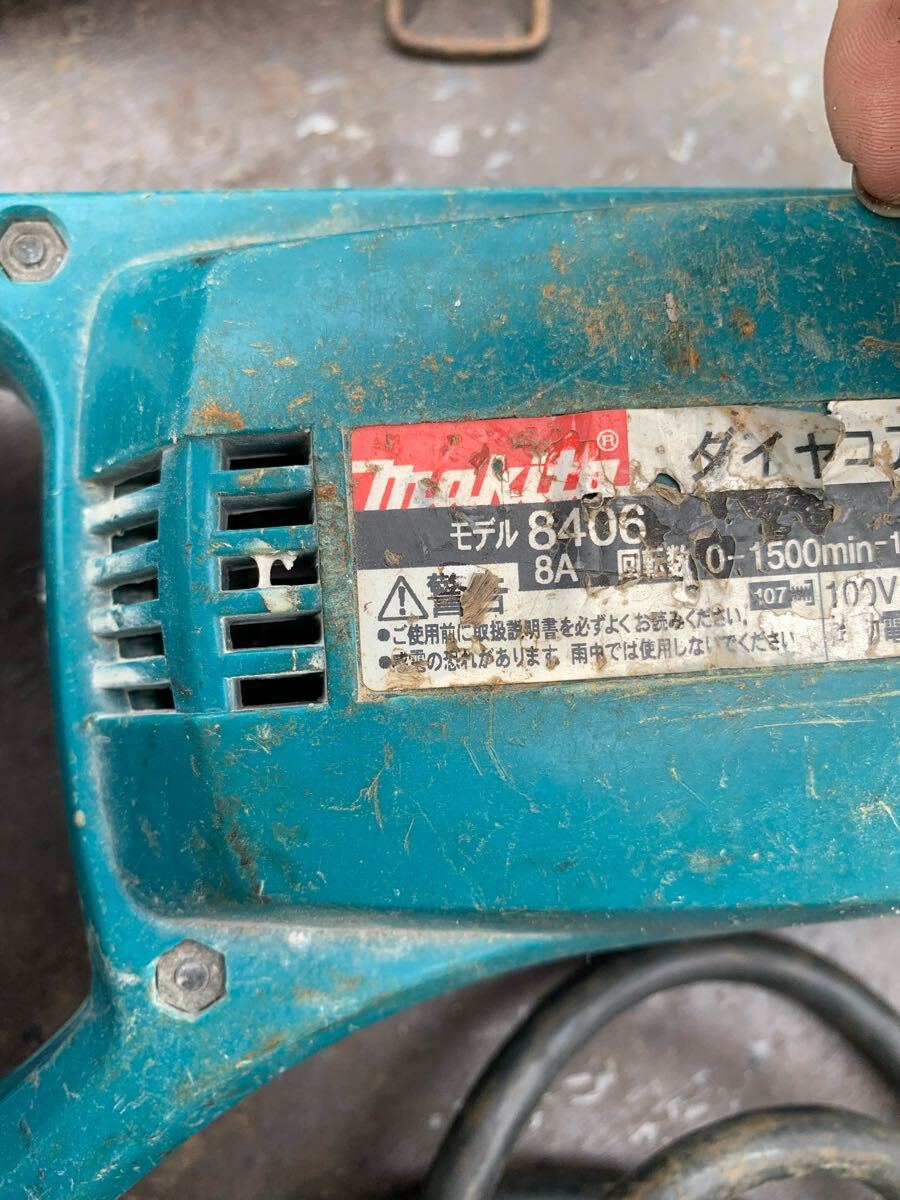 makita®
ダイヤコア
モデル 8406
8A 回転数 0-1500min-1
警告
107 100V
●ご使用前に取扱説明書を必ずよくお読みください。
●感電の恐れがあります。雨中では使用しないでください
電